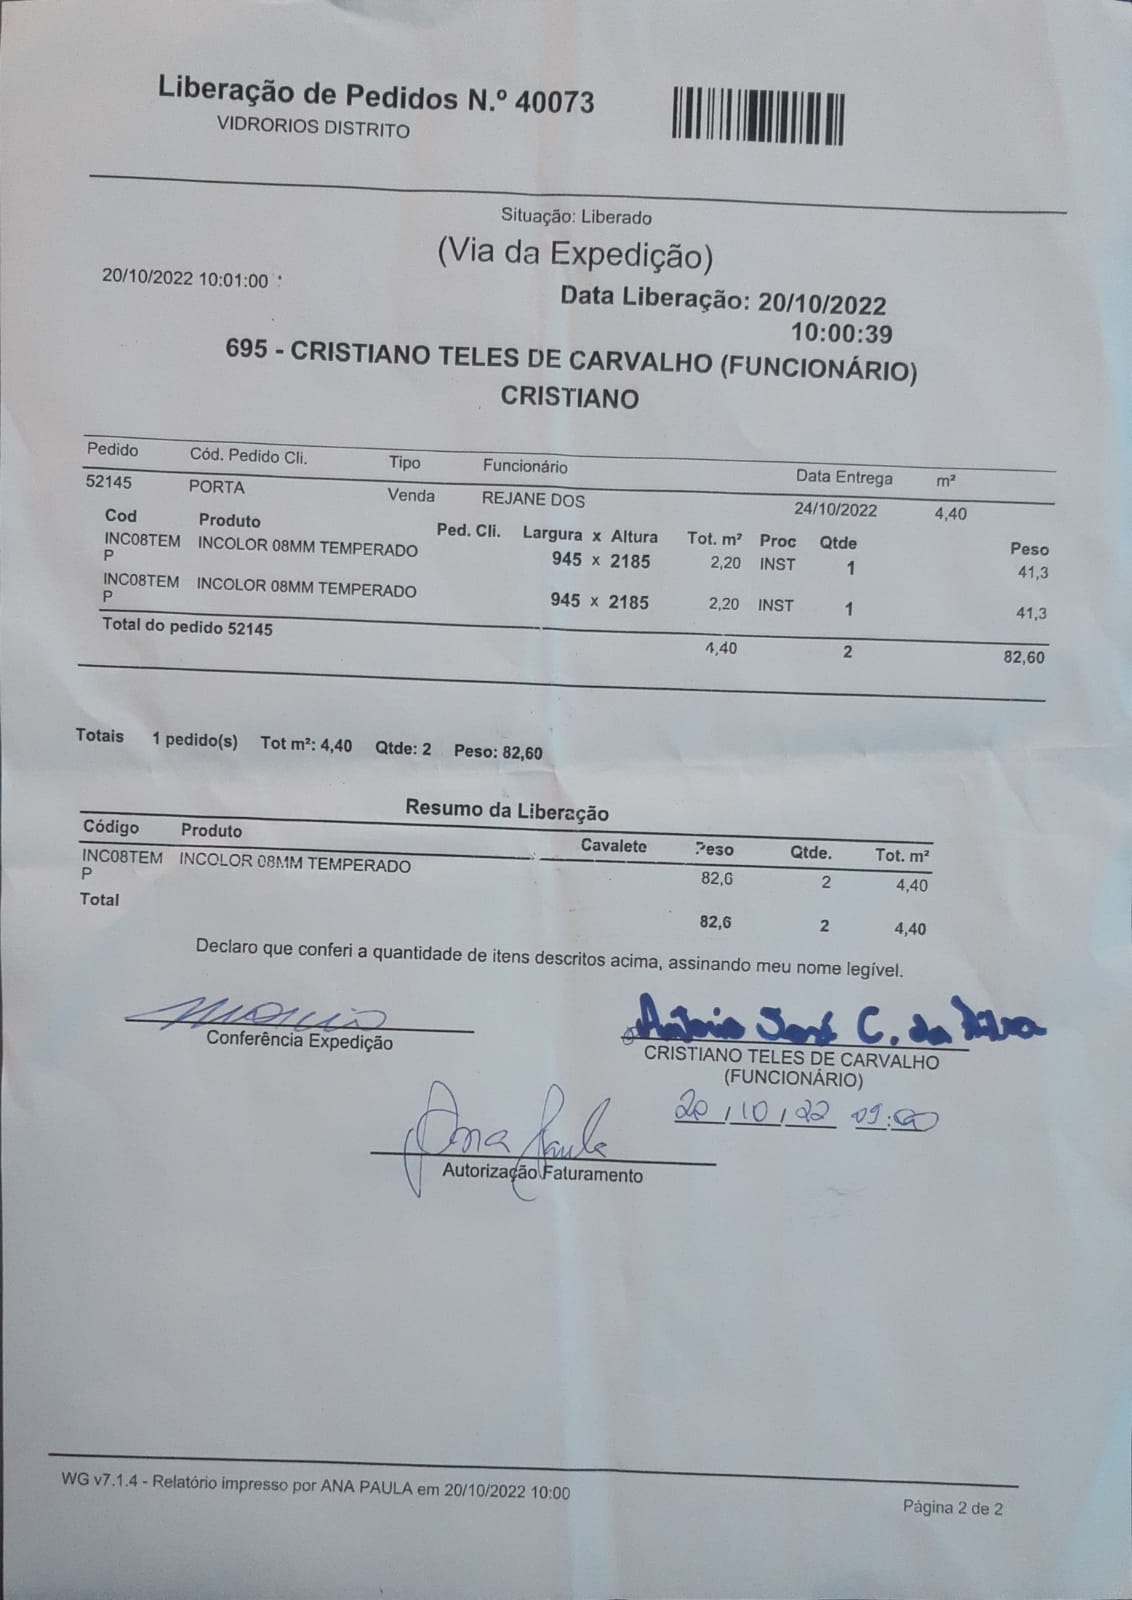 Liberação de Pedidos N.º 40073
VIDRORIOS DISTRITO
Situação: Liberado
(Via da Expedição)
20/10/2022 10:01:00
Data Liberação: 20/10/2022
10:00:39
695 - CRISTIANO TELES DE CARVALHO (FUNCIONÁRIO)
CRISTIANO
Pedido Cód. Pedido Cli. Tipo Funcionário Data Entrega m²
52145 PORTA Venda REJANE DOS 24/10/2022 4,40
Cod Produto Ped. Cli. Largura x Altura Tot. m² Proc Qtde Peso
INC08TEM INCOLOR 08MM TEMPERADO 945 x 2185 2,20 INST 1 41,3
P
INC08TEM INCOLOR 08MM TEMPERADO 945 x 2185 2,20 INST 1 41,3
P
Total do pedido 52145 4,40 2 82,60
Totais 1 pedido(s) Tot m²: 4,40 Qtde: 2 Peso: 82,60
Resumo da Liberação
Código Produto Cavalete Peso Qtde. Tot. m²
INC08TEM INCOLOR 08MM TEMPERADO 82,6 2 4,40
P
Total 82,6 2 4,40
Declaro que conferi a quantidade de itens descritos acima, assinando meu nome legível.
Antonio José C. da Silva
Conferência Expedição
CRISTIANO TELES DE CARVALHO
(FUNCIONÁRIO)
20/10/22 09:00
Ana Paula
Autorização Faturamento
WG v7.1.4 - Relatório impresso por ANA PAULA em 20/10/2022 10:00
Página 2 de 2